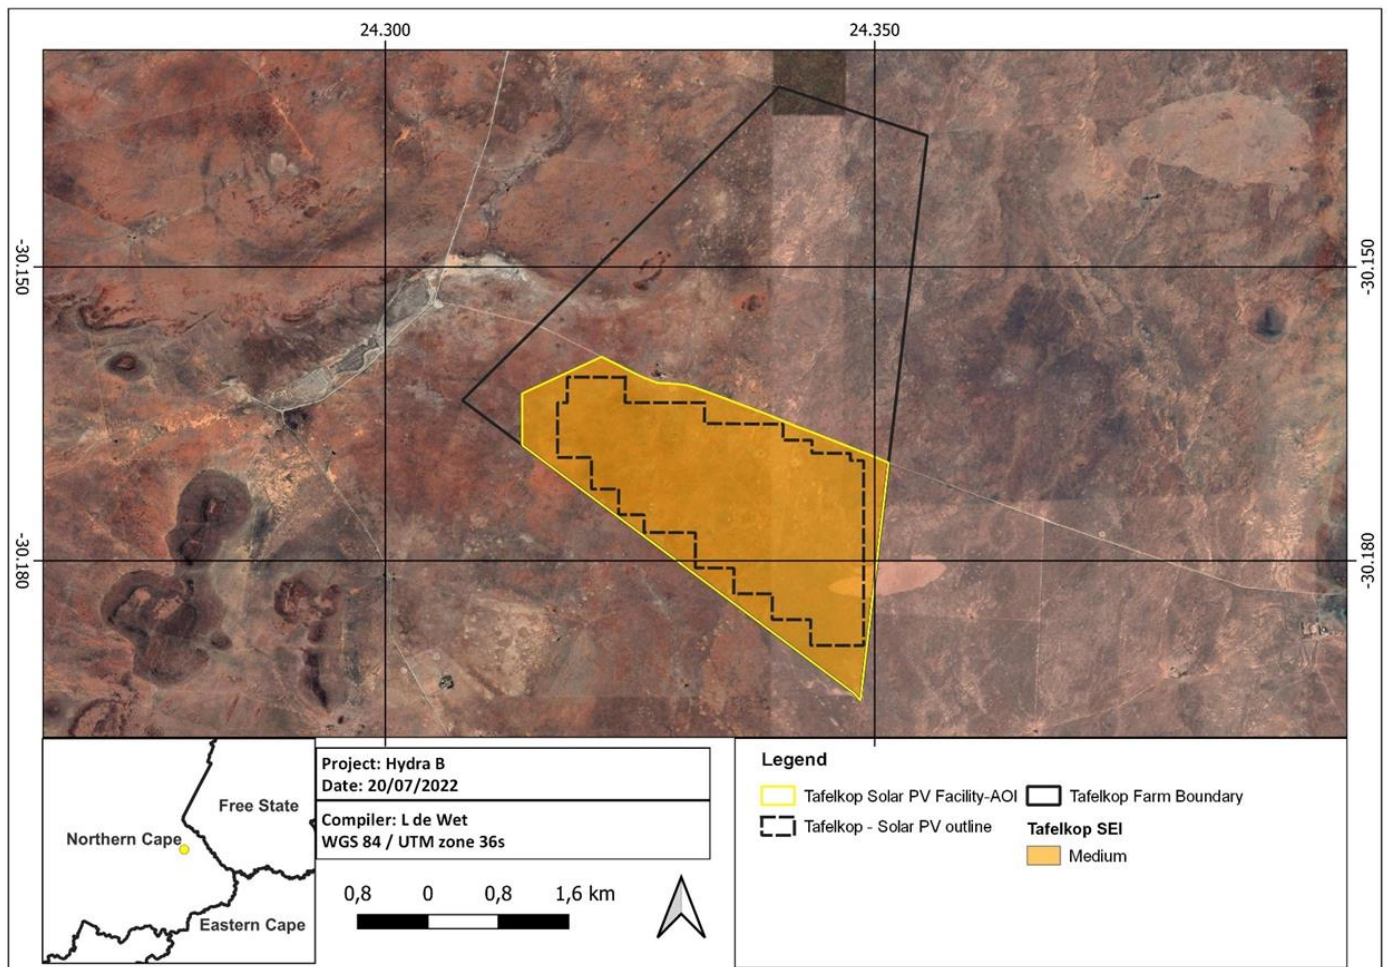 24.300 24.350
-30.150 -30.150
-30.180 -30.180
Free State
Northern Cape
Eastern Cape
Project: Hydra B
Date: 20/07/2022
Compiler: L de Wet
WGS 84 / UTM zone 36s
0,8 0 0,8 1,6 km
Legend
Tafelkop Solar PV Facility-AOI
Tafelkop - Solar PV outline
Tafelkop Farm Boundary
Tafelkop SEI
Medium